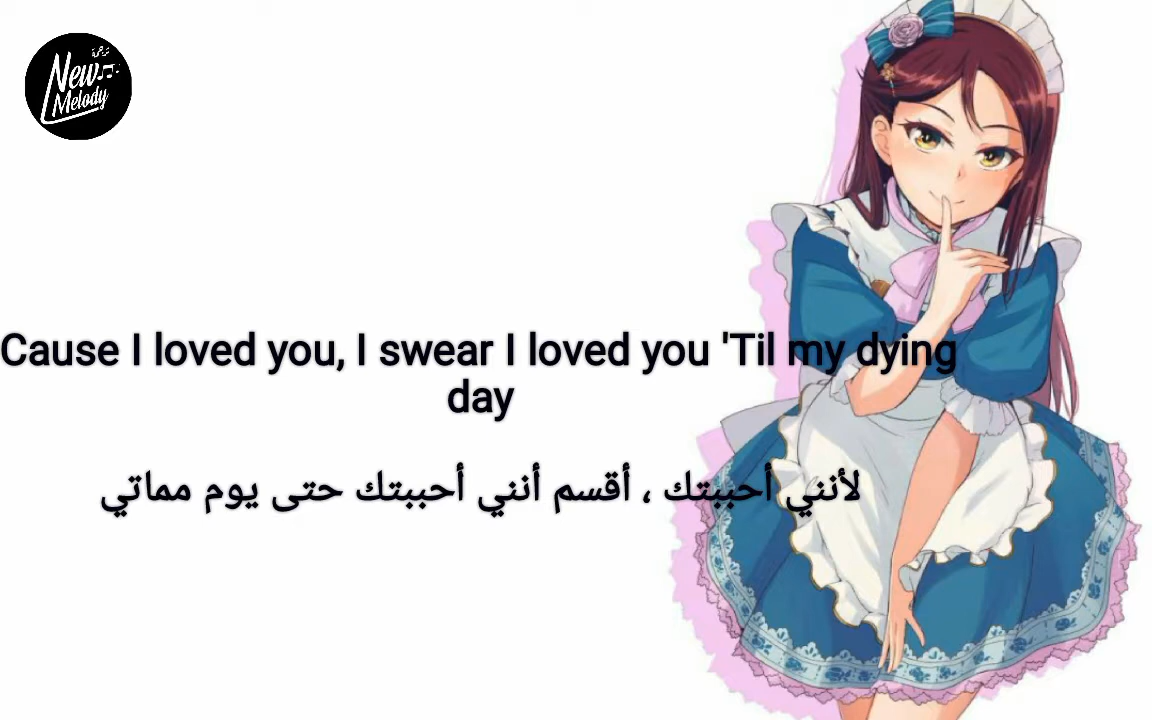 ترجمة
New
Melody
Cause I loved you, I swear I loved you 'Til my dying
day
لأنني أحببتك ، أقسم أنني أحببتك حتى يوم مماتي